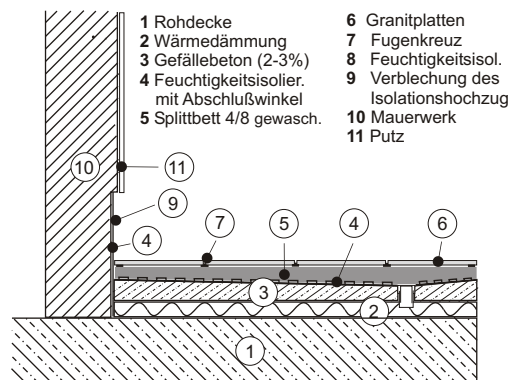 1 Rohdecke
2 Wärmedämmung
3 Gefällebeton (2-3%)
4 Feuchtigkeitsisolier.
mit Abschlußwinkel
5 Splittbett 4/8 gewasch.
6 Granitplatten
7 Fugenkreuz
8 Feuchtigkeitsisol.
9 Verblechung des
Isolationshochzug
10 Mauerwerk
11 Putz
10
11
9
4
7
5
4
6
3
2
1